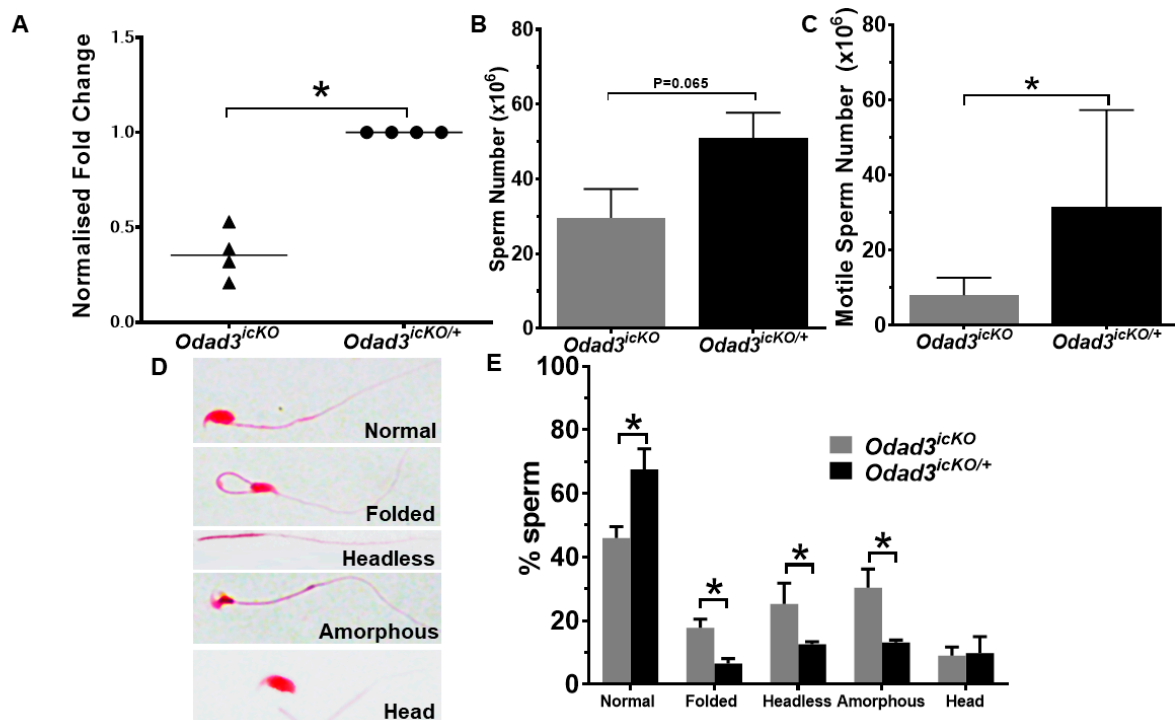 A
Normalised Fold Change
1.5
1.0
0.5
0.0
*
Odad3icKO
Odad3icKO/+
B
Sperm Number (x10⁶)
80
60
40
20
0
P=0.065
Odad3icKO
Odad3icKO/+
C
Motile Sperm Number (x10⁶)
80
60
40
20
0
*
Odad3icKO
Odad3icKO/+
D
Normal
Folded
Headless
Amorphous
Head
E
% sperm
100
80
60
40
20
0
*
*
*
*
Odad3icKO
Odad3icKO/+
Normal
Folded
Headless
Amorphous
Head